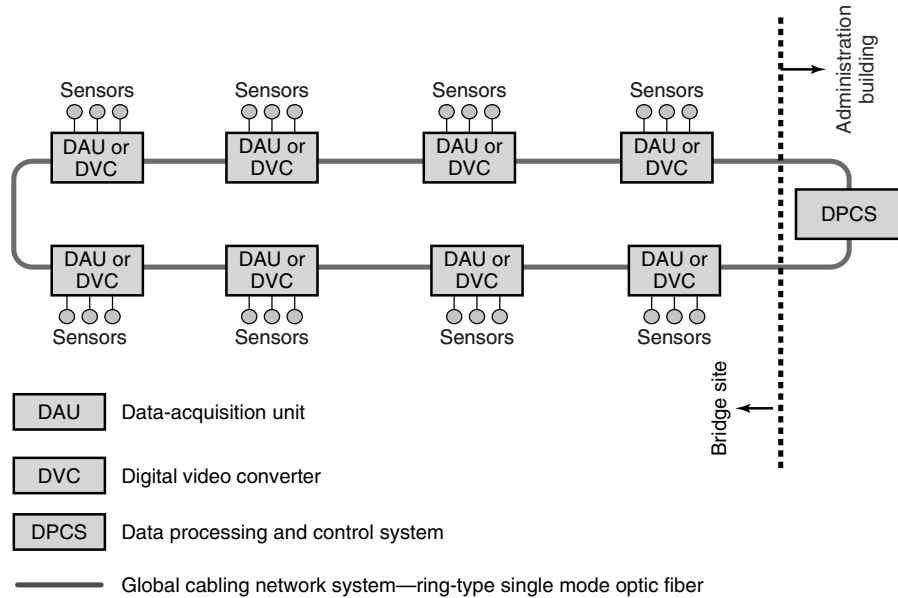 Administration
building
Sensors
Sensors
Sensors
Sensors
DAU or
DVC
DAU or
DVC
DAU or
DVC
DAU or
DVC
DPCS
DAU or
DVC
DAU or
DVC
DAU or
DVC
DAU or
DVC
Sensors
Sensors
Sensors
Sensors
Bridge site
DAU Data-acquisition unit
DVC Digital video converter
DPCS Data processing and control system
Global cabling network system—ring-type single mode optic fiber